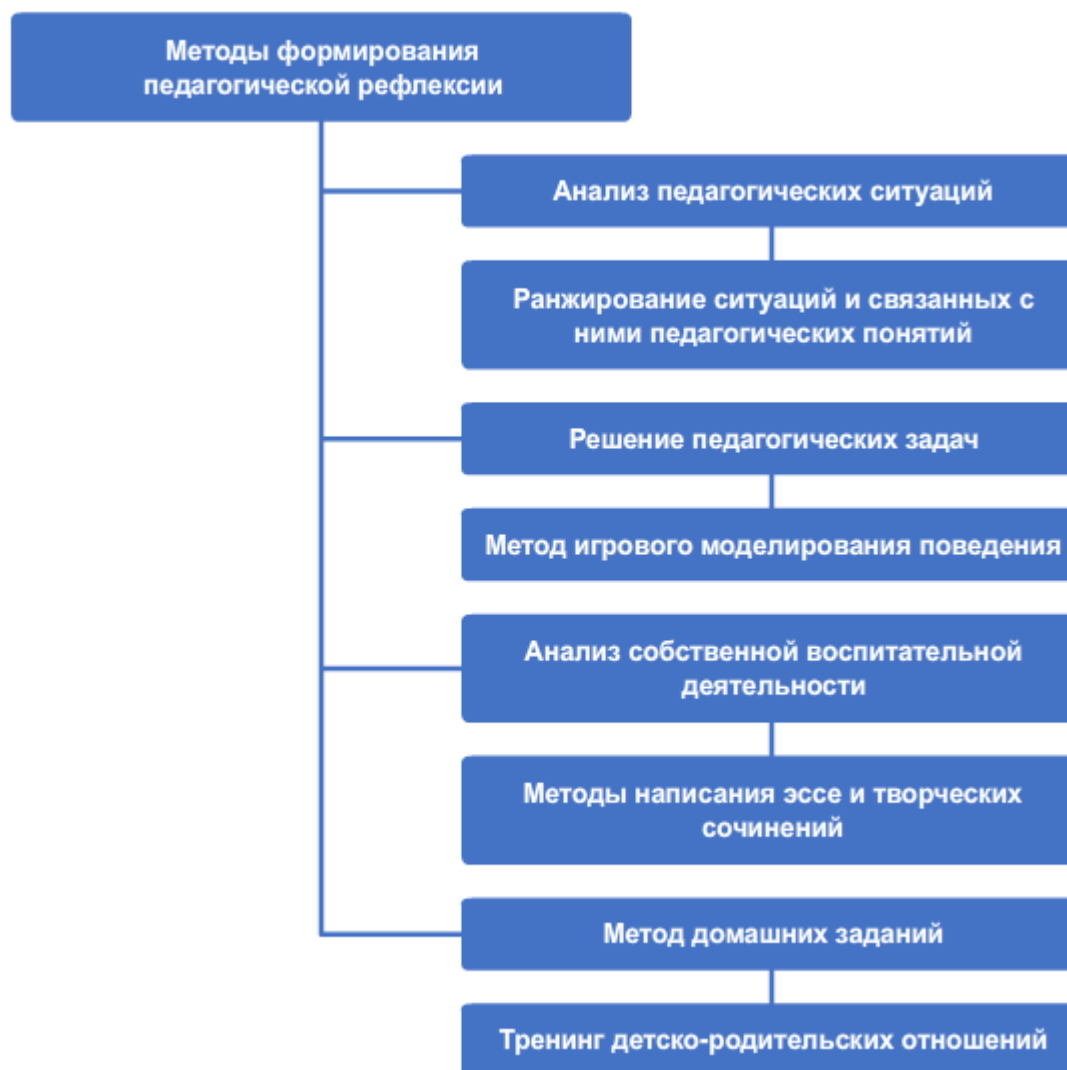 Методы формирования
педагогической рефлексии
Анализ педагогических ситуаций
Ранжирование ситуаций и связанных с
ними педагогических понятий
Решение педагогических задач
Метод игрового моделирования поведения
Анализ собственной воспитательной
деятельности
Методы написания эссе и творческих
сочинений
Метод домашних заданий
Тренинг детско-родительских отношений